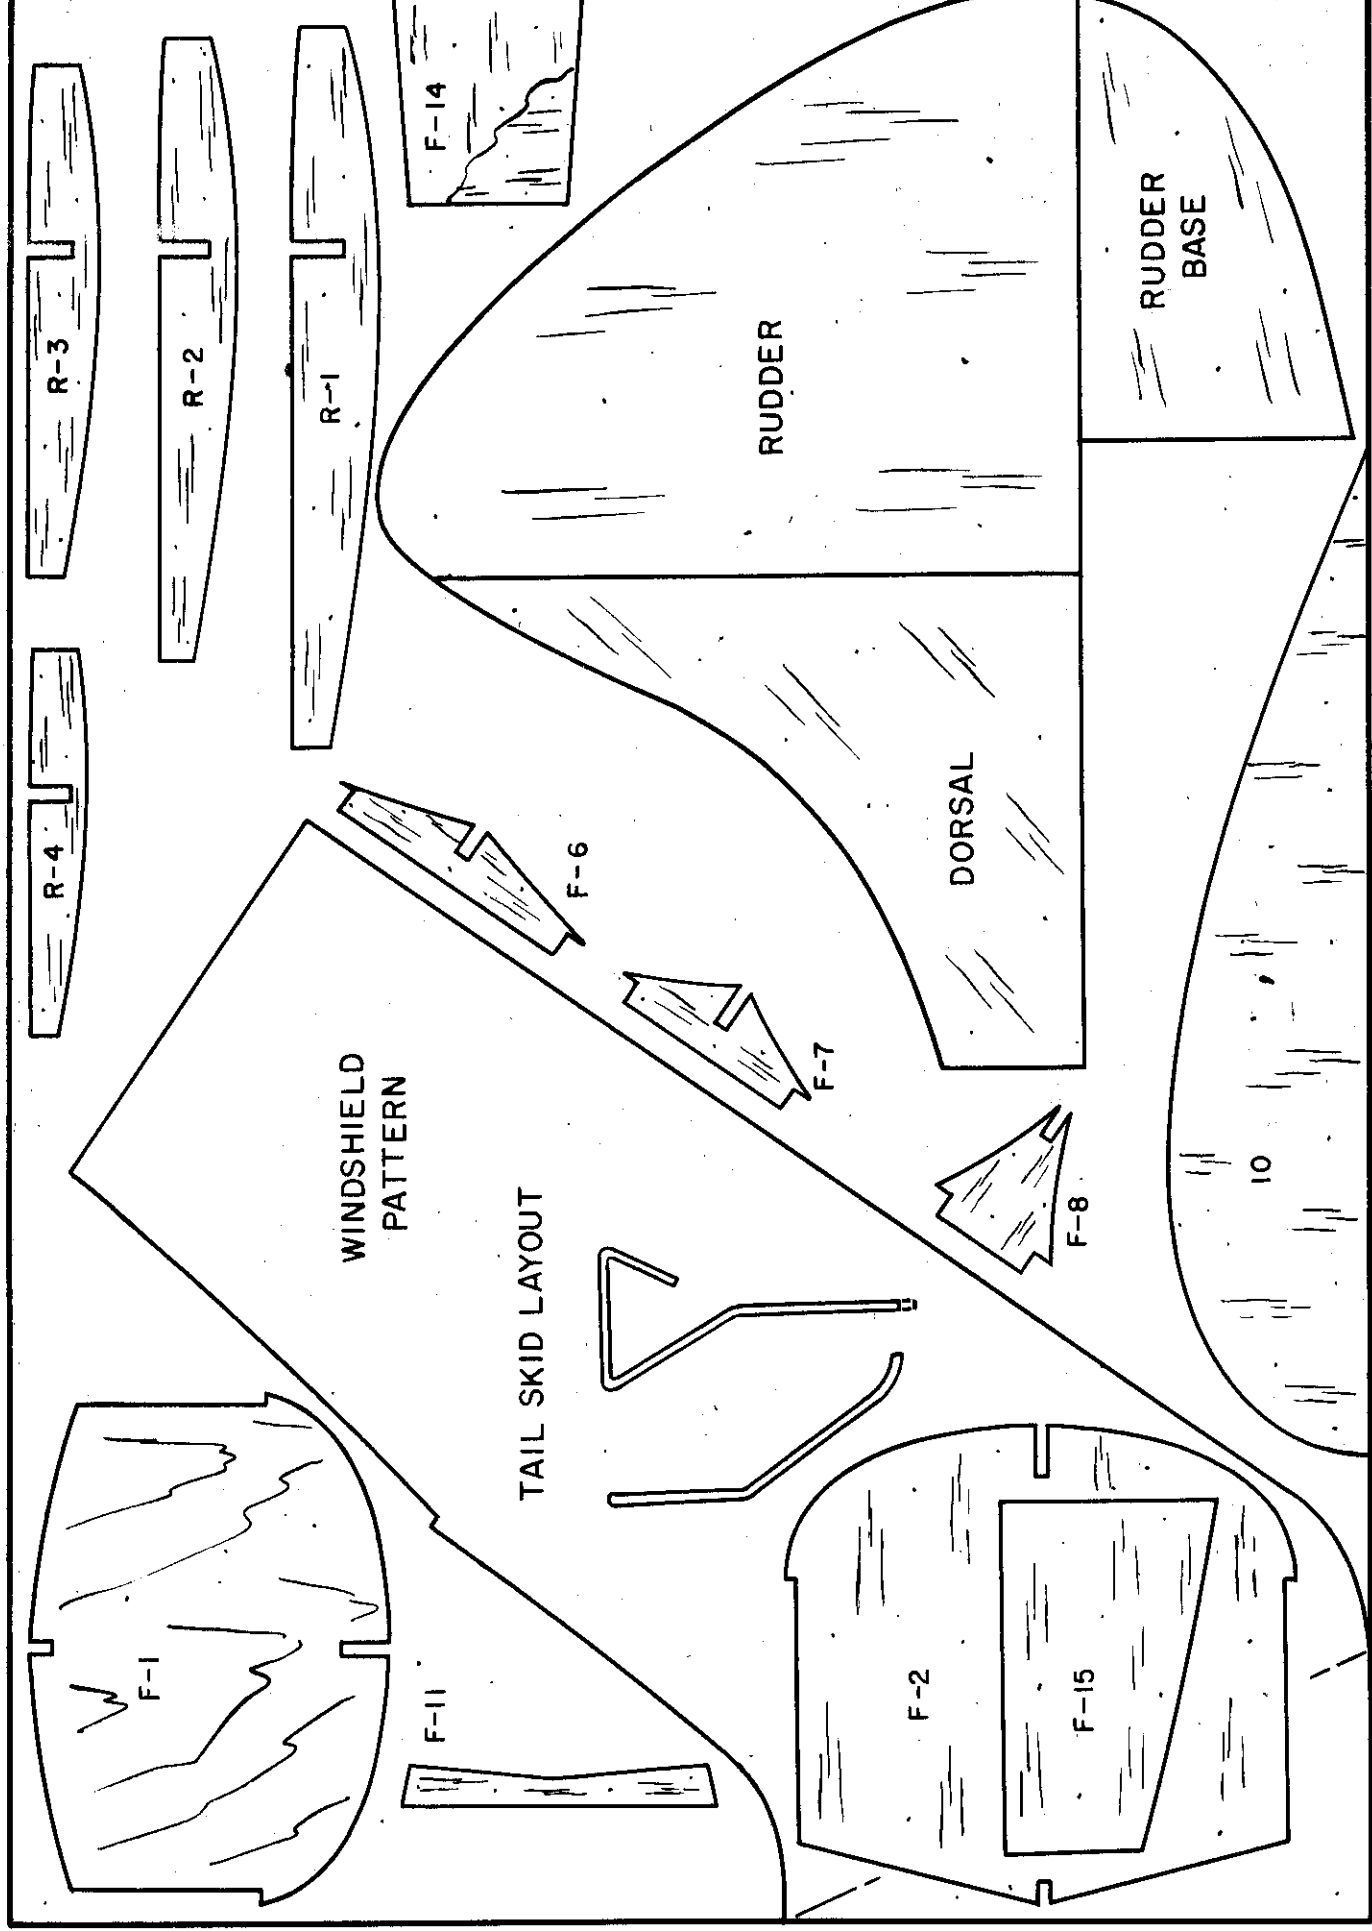 R-3
R-2
R-1
F-14
RUDDER
RUDDER
BASE
R-4
F-6
DORSAL
F-7
WINDSHIELD
PATTERN
F-8
TAIL SKID LAYOUT
10
F-1
F-11
F-2
F-15